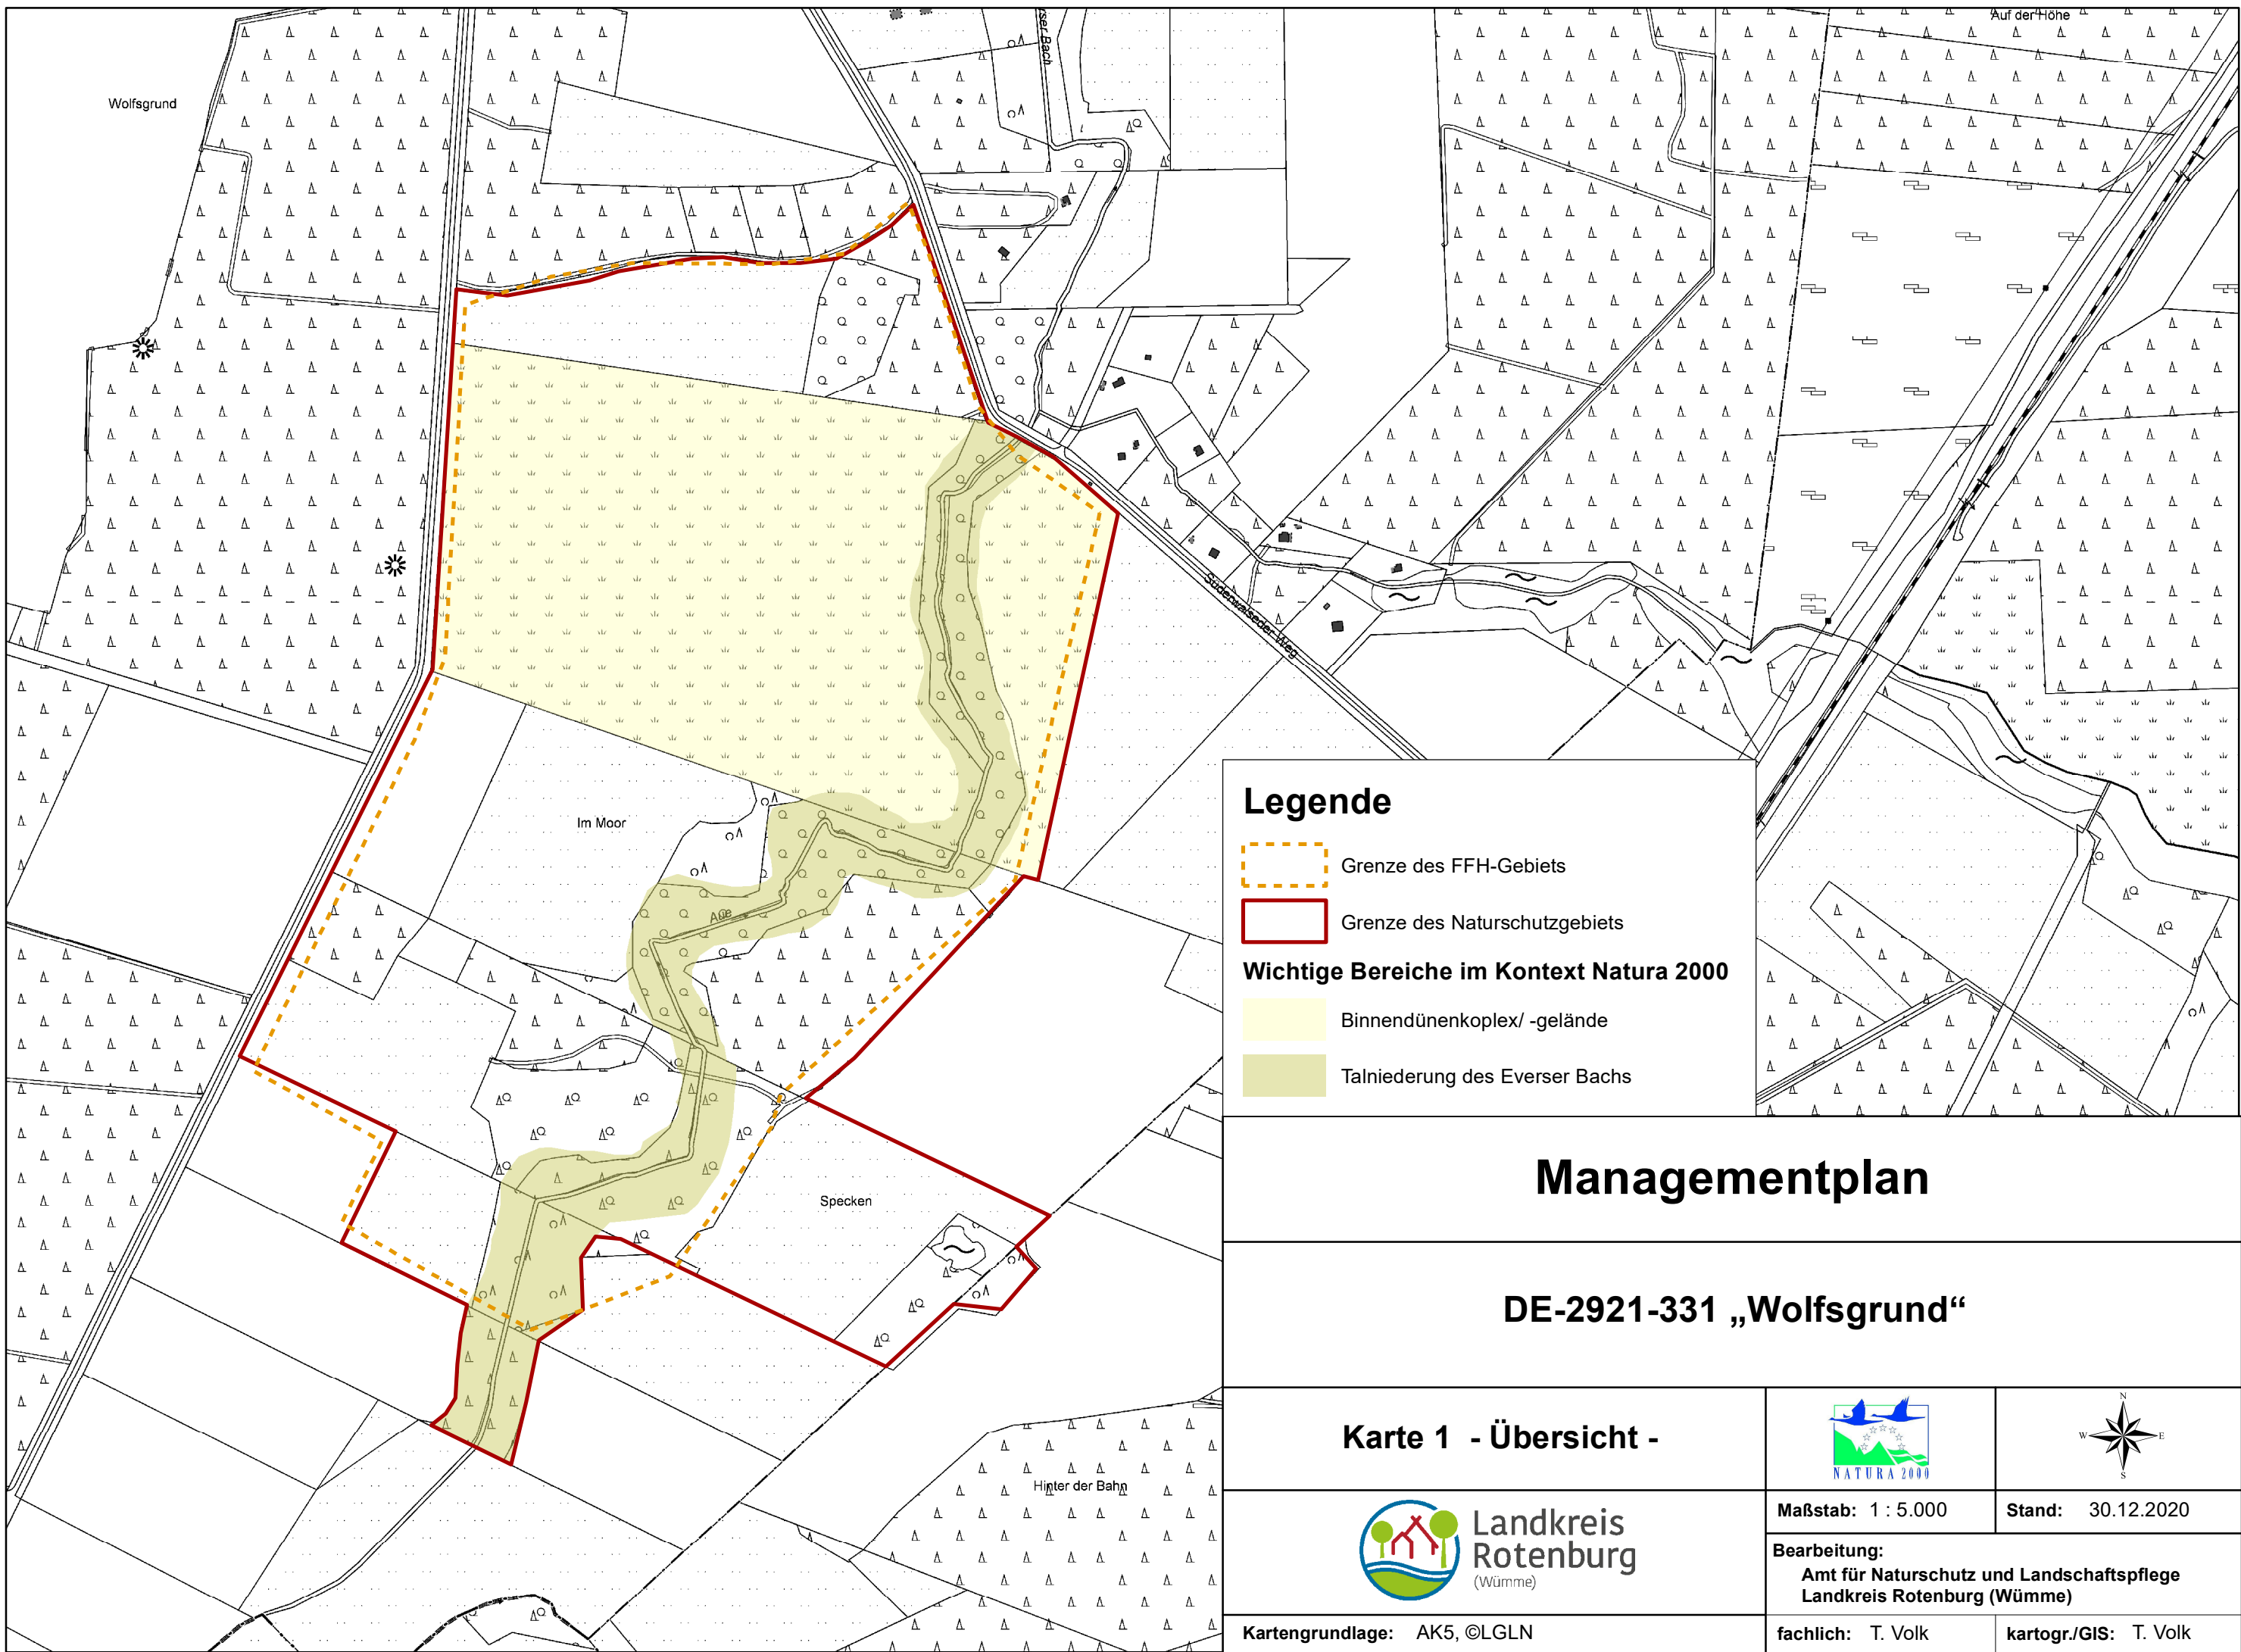 Auf der Höhe
Wolfsgrund
ser Bach
Süderwalseder Weg
Im Moor
Aue
Specken
Hinter der Bahn
Legende
Grenze des FFH-Gebiets
Grenze des Naturschutzgebiets
Wichtige Bereiche im Kontext Natura 2000
Binnendünenkoplex/ -gelände
Talniederung des Everser Bachs
Managementplan
DE-2921-331 „Wolfsgrund“
Karte 1 - Übersicht -
NATURA 2000
N
W E
S
Landkreis
Rotenburg
(Wümme)
Maßstab: 1 : 5.000
Stand: 30.12.2020
Bearbeitung:
Amt für Naturschutz und Landschaftspflege
Landkreis Rotenburg (Wümme)
Kartengrundlage: AK5, ©LGLN
fachlich: T. Volk
kartogr./GIS: T. Volk